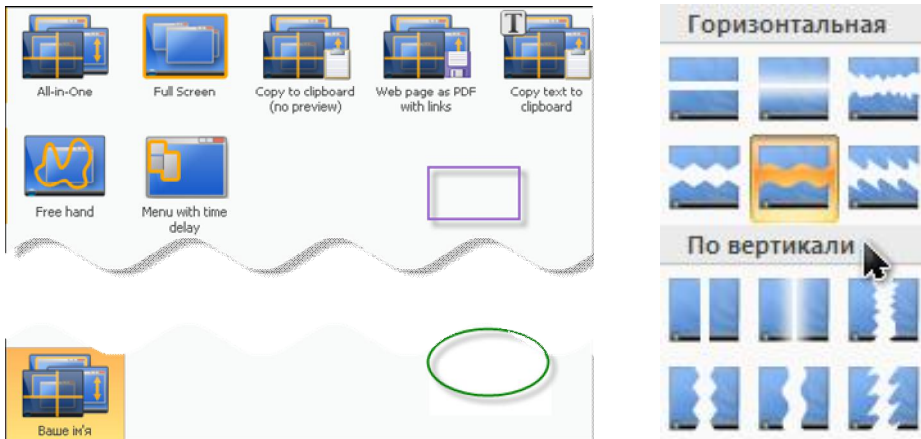 All-in-One
Full Screen
Copy to clipboard
(no preview)
Web page as PDF
with links
T
Copy text to
clipboard
Free hand
Menu with time
delay
Ваше ім'я
Горизонтальная
По вертикали